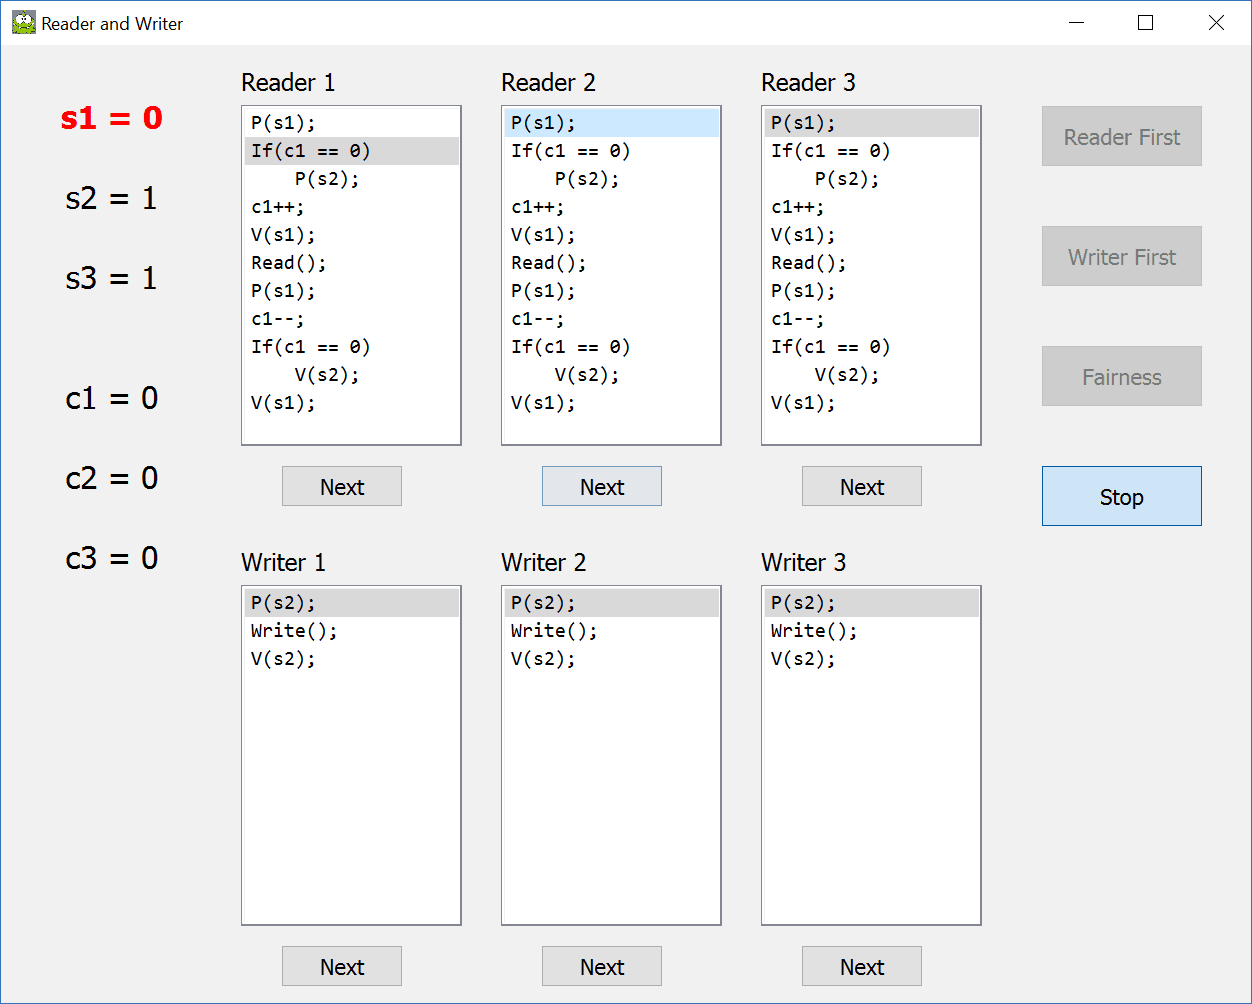 Reader and Writer
s1 = 0
s2 = 1
s3 = 1
c1 = 0
c2 = 0
c3 = 0
Reader 1
P(s1);
If(c1 == 0)
    P(s2);
c1++;
V(s1);
Read();
P(s1);
c1--;
If(c1 == 0)
    V(s2);
V(s1);
Next
Reader 2
P(s1);
If(c1 == 0)
    P(s2);
c1++;
V(s1);
Read();
P(s1);
c1--;
If(c1 == 0)
    V(s2);
V(s1);
Next
Reader 3
P(s1);
If(c1 == 0)
    P(s2);
c1++;
V(s1);
Read();
P(s1);
c1--;
If(c1 == 0)
    V(s2);
V(s1);
Next
Reader First
Writer First
Fairness
Stop
Writer 1
P(s2);
Write();
V(s2);
Next
Writer 2
P(s2);
Write();
V(s2);
Next
Writer 3
P(s2);
Write();
V(s2);
Next